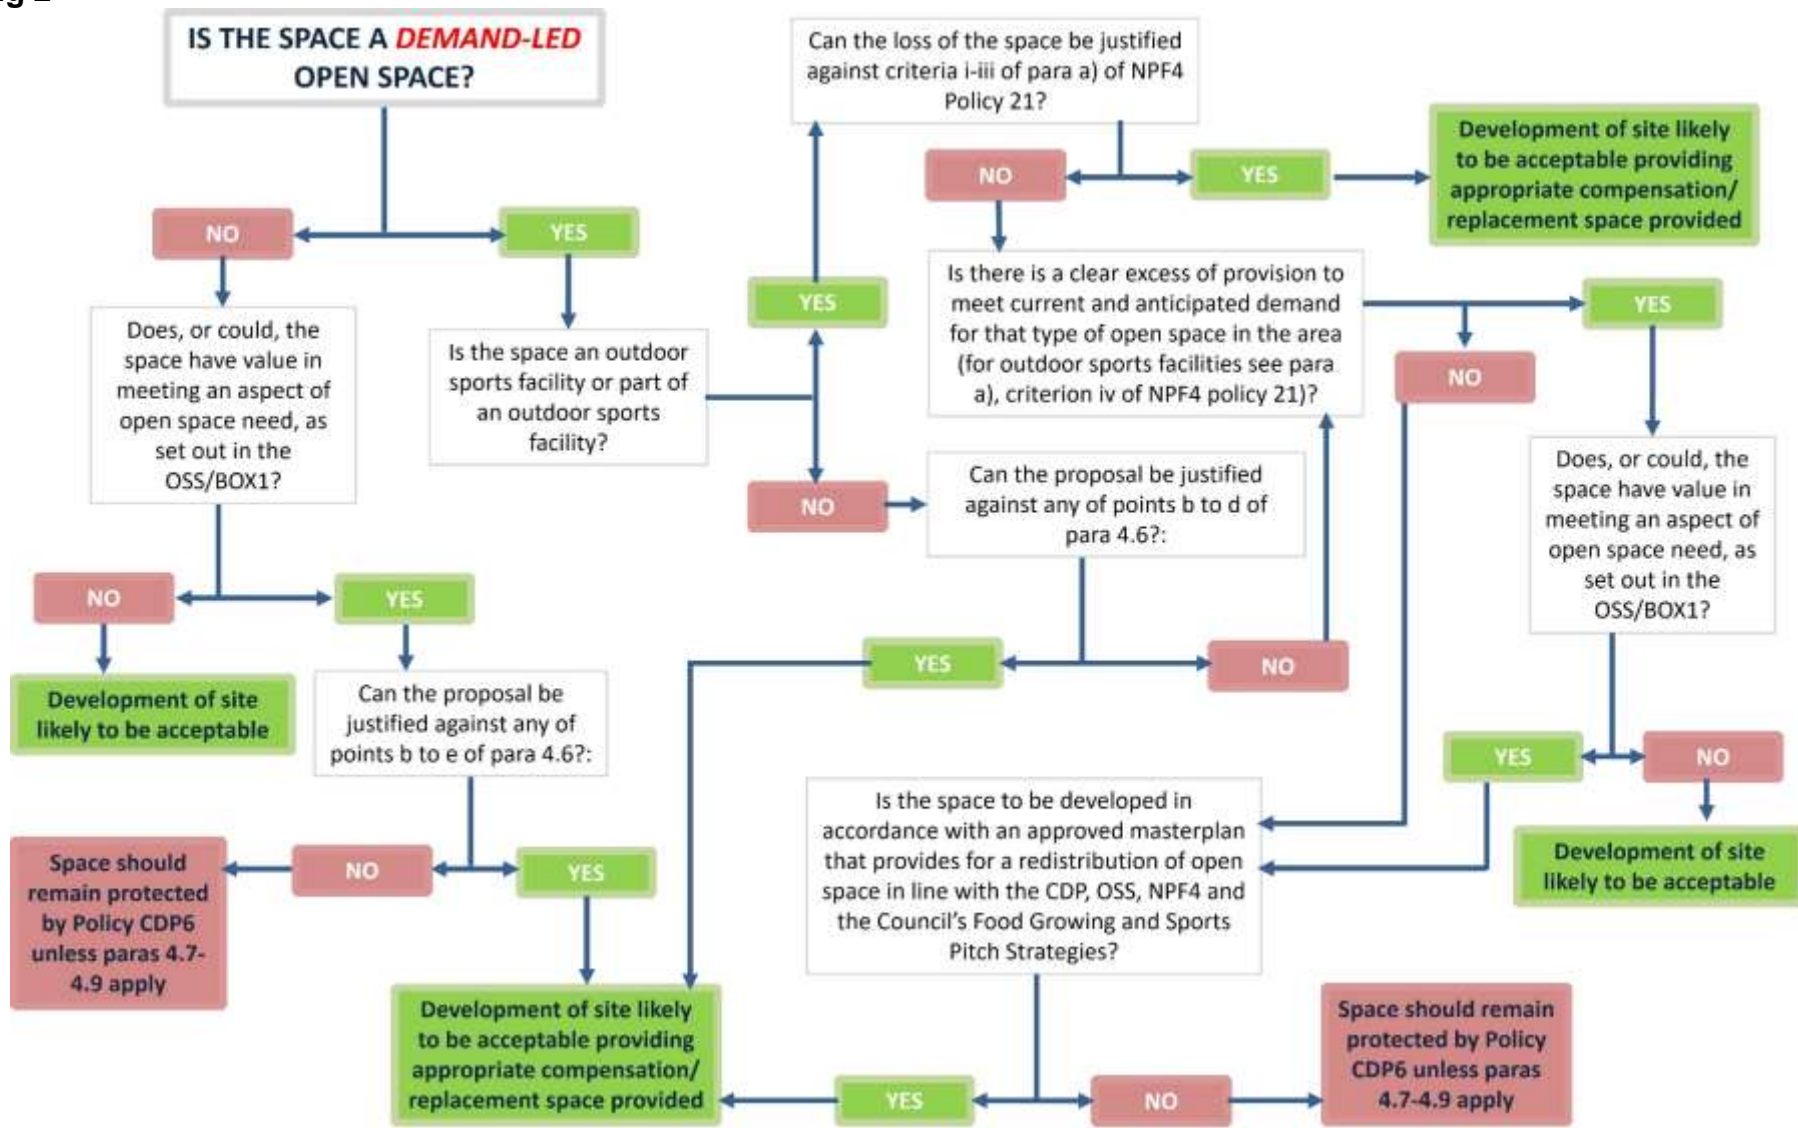 IS THE SPACE A DEMAND-LED
OPEN SPACE?
NO
YES
Does, or could, the
space have value in
meeting an aspect of
open space need, as
set out in the
OSS/BOX1?
NO
YES
Development of site
likely to be acceptable
Can the proposal be
justified against any of
points b to e of para 4.6?:
NO
YES
Space should
remain protected
by Policy CDP6
unless paras 4.7-
4.9 apply
Development of site likely
to be acceptable providing
appropriate compensation/
replacement space provided
Is the space an outdoor
sports facility or part of
an outdoor sports
facility?
YES
NO
Can the loss of the space be justified
against criteria i-iii of para a) of NPF4
Policy 21?
NO
YES
Development of site likely
to be acceptable providing
appropriate compensation/
replacement space provided
Is there is a clear excess of provision to
meet current and anticipated demand
for that type of open space in the area
(for outdoor sports facilities see para
a), criterion iv of NPF4 policy 21)?
YES
NO
Can the proposal be justified
against any of points b to d of
para 4.6?:
YES
NO
Does, or could, the
space have value in
meeting an aspect of
open space need, as
set out in the
OSS/BOX1?
YES
NO
Development of site
likely to be acceptable
Is the space to be developed in
accordance with an approved masterplan
that provides for a redistribution of open
space in line with the CDP, OSS, NPF4 and
the Council's Food Growing and Sports
Pitch Strategies?
YES
NO
Space should remain
protected by Policy
CDP6 unless paras
4.7-4.9 apply